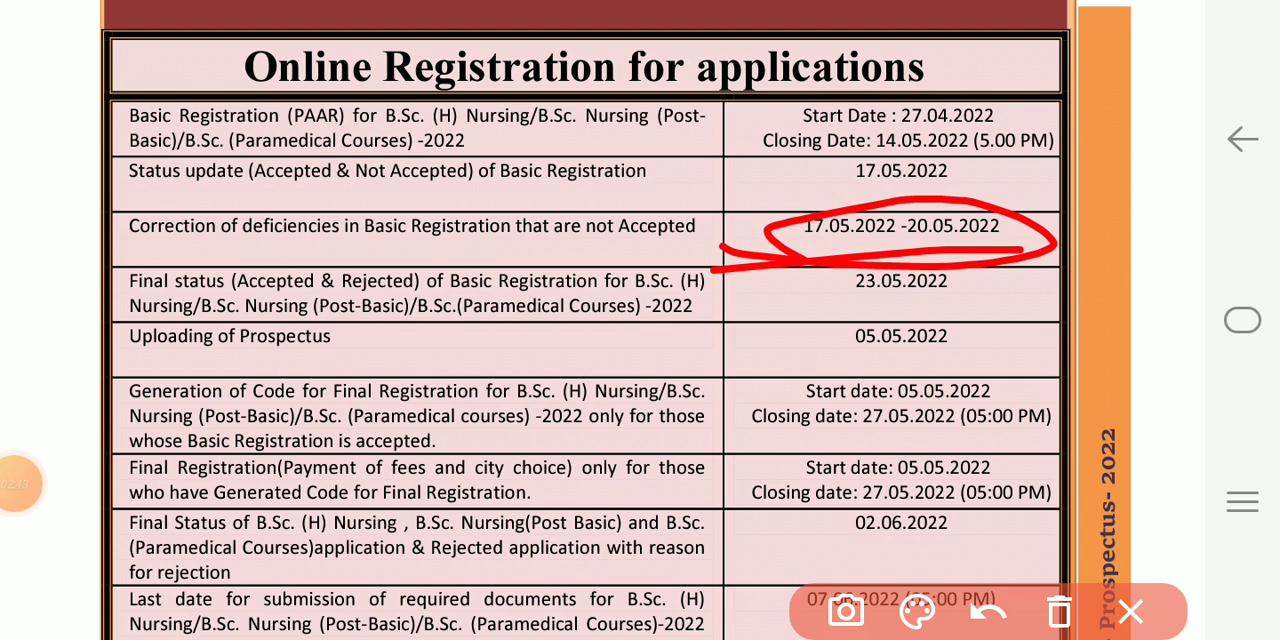 Online Registration for applications
Basic Registration (PAAR) for B.Sc. (H) Nursing/B.Sc. Nursing (Post-
Basic)/B.Sc. (Paramedical Courses) -2022
Start Date : 27.04.2022
Closing Date: 14.05.2022 (5.00 PM)
Status update (Accepted & Not Accepted) of Basic Registration
17.05.2022
Correction of deficiencies in Basic Registration that are not Accepted
17.05.2022 -20.05.2022
Final status (Accepted & Rejected) of Basic Registration for B.Sc. (H)
Nursing/B.Sc. Nursing (Post-Basic)/B.Sc.(Paramedical Courses) -2022
23.05.2022
Uploading of Prospectus
05.05.2022
Generation of Code for Final Registration for B.Sc. (H) Nursing/B.Sc.
Nursing (Post-Basic)/B.Sc. (Paramedical courses) -2022 only for those
whose Basic Registration is accepted.
Start date: 05.05.2022
Closing date: 27.05.2022 (05:00 PM)
Final Registration(Payment of fees and city choice) only for those
who have Generated Code for Final Registration.
Start date: 05.05.2022
Closing date: 27.05.2022 (05:00 PM)
Final Status of B.Sc. (H) Nursing , B.Sc. Nursing(Post Basic) and B.Sc.
(Paramedical Courses)application & Rejected application with reason
for rejection
02.06.2022
Last date for submission of required documents for B.Sc. (H)
Nursing/B.Sc. Nursing (Post-Basic)/B.Sc. (Paramedical Courses)-2022
07.06.2022 (05:00 PM)
Prospectus- 2022
02:43